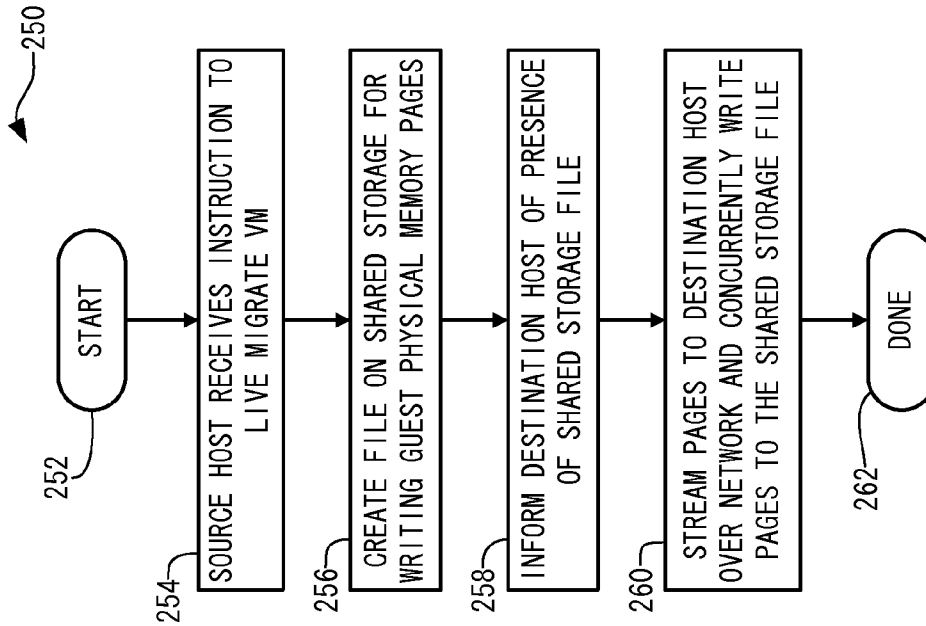 250
START
252
SOURCE HOST RECEIVES INSTRUCTION TO
LIVE MIGRATE VM
254
CREATE FILE ON SHARED STORAGE FOR
WRITING GUEST PHYSICAL MEMORY PAGES
256
INFORM DESTINATION HOST OF PRESENCE
OF SHARED STORAGE FILE
258
STREAM PAGES TO DESTINATION HOST
OVER NETWORK AND CONCURRENTLY WRITE
PAGES TO THE SHARED STORAGE FILE
260
DONE
262